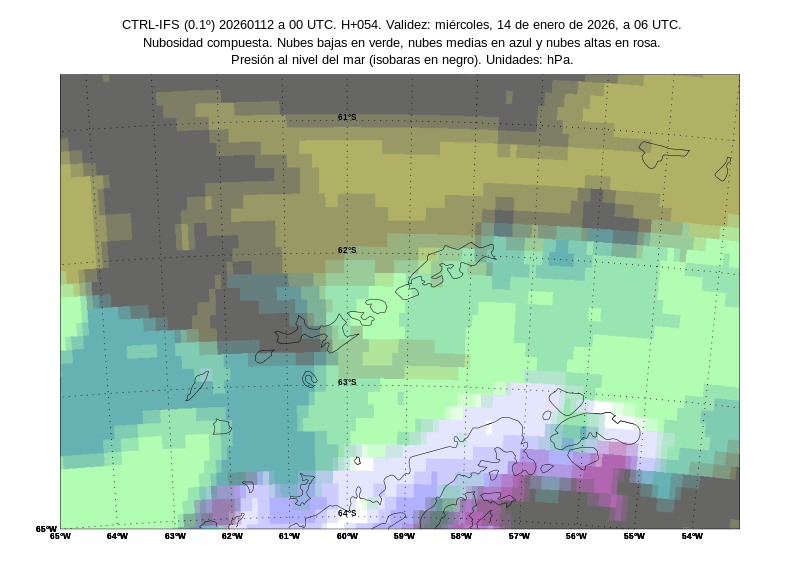 CTRL-IFS (0.1º) 20260112 a 00 UTC. H+054. Validez: miércoles, 14 de enero de 2026, a 06 UTC.
Nubosidad compuesta. Nubes bajas en verde, nubes medias en azul y nubes altas en rosa.
Presión al nivel del mar (isobaras en negro). Unidades: hPa.
61°S
62°S
63°S
64°S
65°W
65°W 64°W 63°W 62°W 61°W 60°W 59°W 58°W 57°W 56°W 55°W 54°W